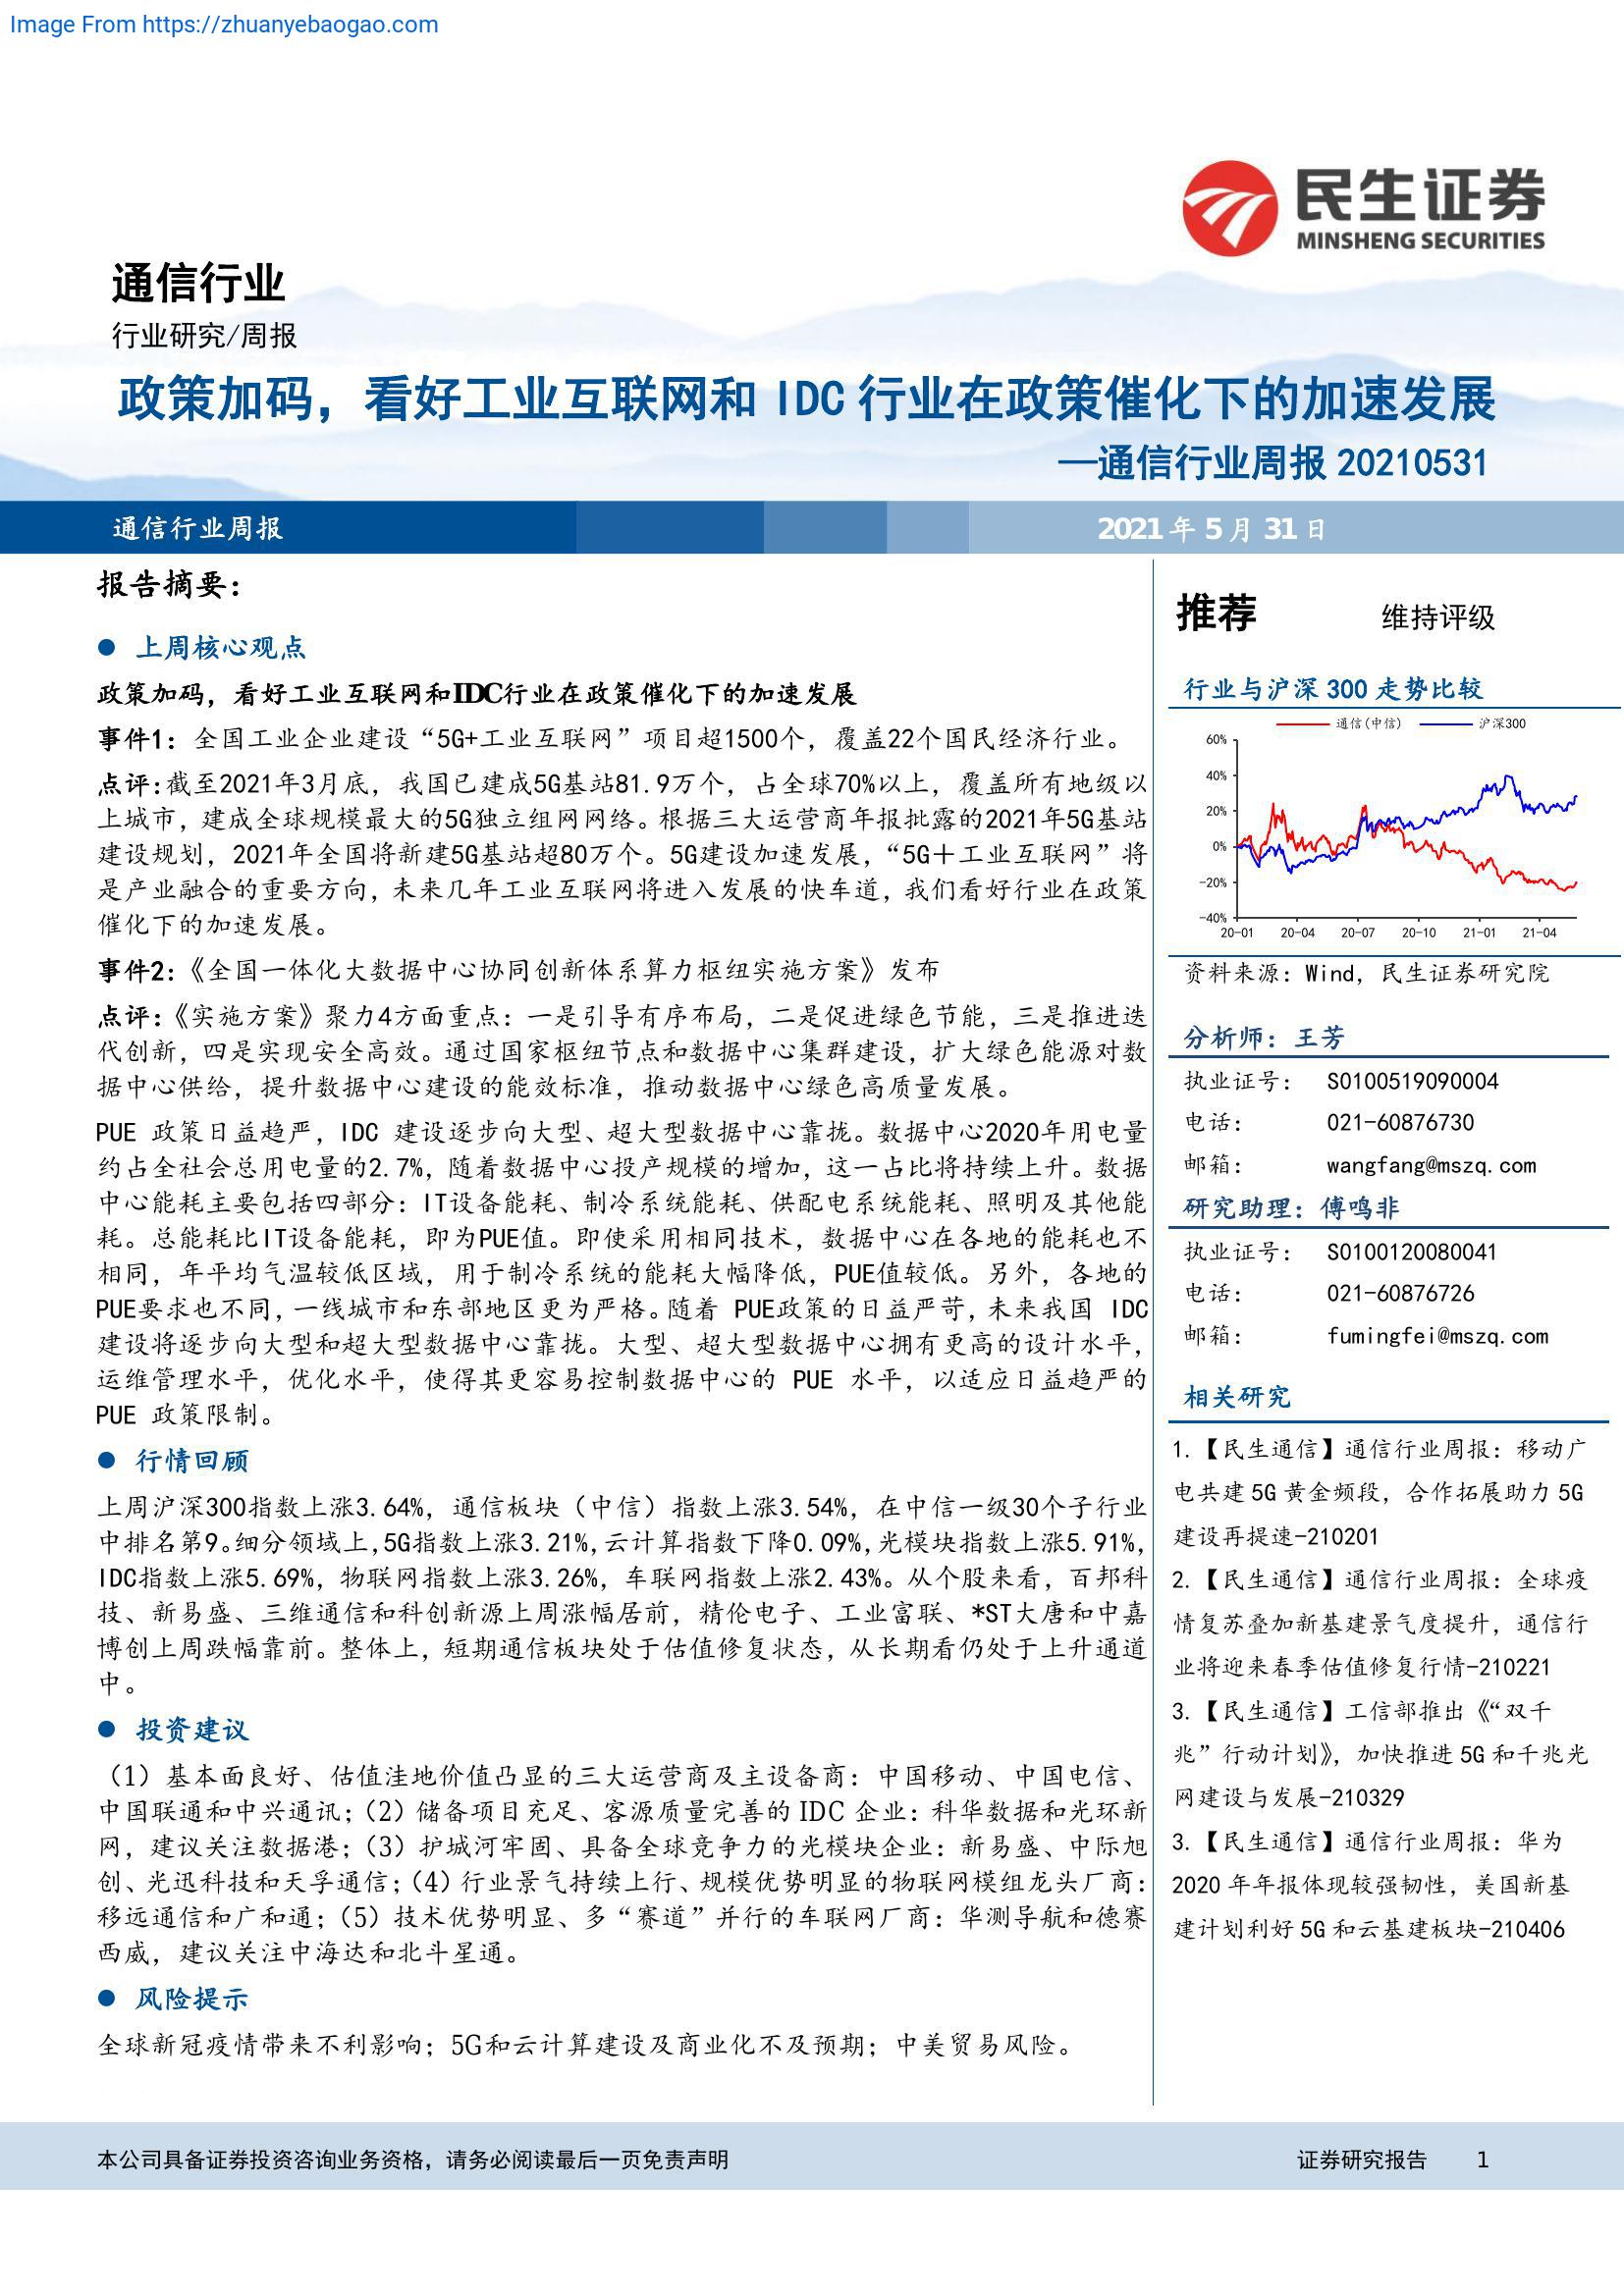 Image From https://zhuanyebaogao.com
民生证券
MINSHENG SECURITIES
通信行业
行业研究/周报
政策加码，看好工业互联网和 IDC 行业在政策催化下的加速发展
—通信行业周报 20210531
通信行业周报
2021 年 5 月 31 日
报告摘要：
● 上周核心观点
政策加码，看好工业互联网和IDC行业在政策催化下的加速发展
事件1：全国工业企业建设“5G+工业互联网”项目超1500个，覆盖22个国民经济行业。
点评：截至2021年3月底，我国已建成5G基站81.9万个，占全球70%以上，覆盖所有地级以
上城市，建成全球规模最大的5G独立组网网络。根据三大运营商年报批露的2021年5G基站
建设规划，2021年全国将新建5G基站超80万个。5G建设加速发展，“5G＋工业互联网”将
是产业融合的重要方向，未来几年工业互联网将进入发展的快车道，我们看好行业在政策
催化下的加速发展。
事件2：《全国一体化大数据中心协同创新体系算力枢纽实施方案》发布
点评：《实施方案》聚力4方面重点：一是引导有序布局，二是促进绿色节能，三是推进迭
代创新，四是实现安全高效。通过国家枢纽节点和数据中心集群建设，扩大绿色能源对数
据中心供给，提升数据中心建设的能效标准，推动数据中心绿色高质量发展。
PUE 政策日益趋严，IDC 建设逐步向大型、超大型数据中心靠拢。数据中心2020年用电量
约占全社会总用电量的2.7%，随着数据中心投产规模的增加，这一占比将持续上升。数据
中心能耗主要包括四部分：IT设备能耗、制冷系统能耗、供配电系统能耗、照明及其他能
耗。总能耗比IT设备能耗，即为PUE值。即使采用相同技术，数据中心在各地的能耗也不
相同，年平均气温较低区域，用于制冷系统的能耗大幅降低，PUE值较低。另外，各地的
PUE要求也不同，一线城市和东部地区更为严格。随着 PUE政策的日益严苛，未来我国 IDC
建设将逐步向大型和超大型数据中心靠拢。大型、超大型数据中心拥有更高的设计水平，
运维管理水平，优化水平，使得其更容易控制数据中心的 PUE 水平，以适应日益趋严的
PUE 政策限制。
● 行情回顾
上周沪深300指数上涨3.64%，通信板块（中信）指数上涨3.54%，在中信一级30个子行业
中排名第9。细分领域上，5G指数上涨3.21%，云计算指数下降0.09%，光模块指数上涨5.91%，
IDC指数上涨5.69%，物联网指数上涨3.26%，车联网指数上涨2.43%。从个股来看，百邦科
技、新易盛、三维通信和科创新源上周涨幅居前，精伦电子、工业富联、*ST大唐和中嘉
博创上周跌幅靠前。整体上，短期通信板块处于估值修复状态，从长期看仍处于上升通道
中。
● 投资建议
（1）基本面良好、估值洼地价值凸显的三大运营商及主设备商：中国移动、中国电信、
中国联通和中兴通讯；（2）储备项目充足、客源质量完善的 IDC 企业：科华数据和光环新
网，建议关注数据港；（3）护城河牢固、具备全球竞争力的光模块企业：新易盛、中际旭
创、光迅科技和天孚通信；（4）行业景气持续上行、规模优势明显的物联网模组龙头厂商：
移远通信和广和通；（5）技术优势明显、多“赛道”并行的车联网厂商：华测导航和德赛
西威，建议关注中海达和北斗星通。
● 风险提示
全球新冠疫情带来不利影响；5G和云计算建设及商业化不及预期；中美贸易风险。
推荐 维持评级
行业与沪深 300 走势比较
通信(中信) 沪深300
60%
40%
20%
0%
-20%
-40%
20-01 20-04 20-07 20-10 21-01 21-04
资料来源：Wind，民生证券研究院
分析师：王芳
执业证号： S0100519090004
电话： 021-60876730
邮箱： wangfang@mszq.com
研究助理：傅鸣非
执业证号： S0100120080041
电话： 021-60876726
邮箱： fumingfei@mszq.com
相关研究
1.【民生通信】通信行业周报：移动广
电共建 5G 黄金频段，合作拓展助力 5G
建设再提速-210201
2.【民生通信】通信行业周报：全球疫
情复苏叠加新基建景气度提升，通信行
业将迎来春季估值修复行情-210221
3.【民生通信】工信部推出《“双千
兆”行动计划》，加快推进 5G 和千兆光
网建设与发展-210329
3.【民生通信】通信行业周报：华为
2020 年年报体现较强韧性，美国新基
建计划利好 5G 和云基建板块-210406
本公司具备证券投资咨询业务资格，请务必阅读最后一页免责声明
证券研究报告 1